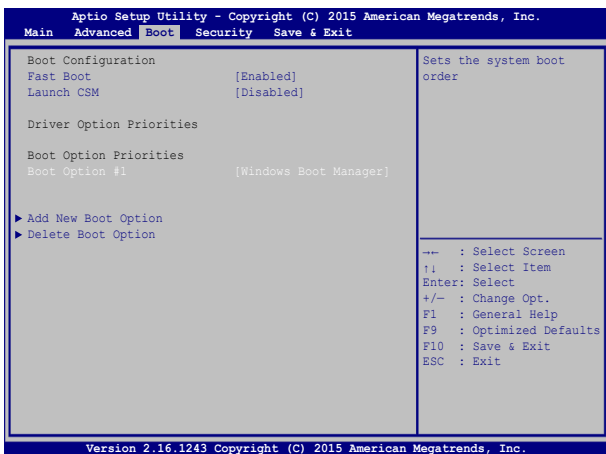 Aptio Setup Utility - Copyright (C) 2015 American Megatrends, Inc.
Main Advanced Boot Security Save & Exit
Boot Configuration
Fast Boot [Enabled]
Launch CSM [Disabled]
Driver Option Priorities
Boot Option Priorities
Boot Option #1 [Windows Boot Manager]
▶ Add New Boot Option
▶ Delete Boot Option
Sets the system boot
order
→← : Select Screen
↑↓ : Select Item
Enter: Select
+/— : Change Opt.
F1 : General Help
F9 : Optimized Defaults
F10 : Save & Exit
ESC : Exit
Version 2.16.1243 Copyright (C) 2015 American Megatrends, Inc.